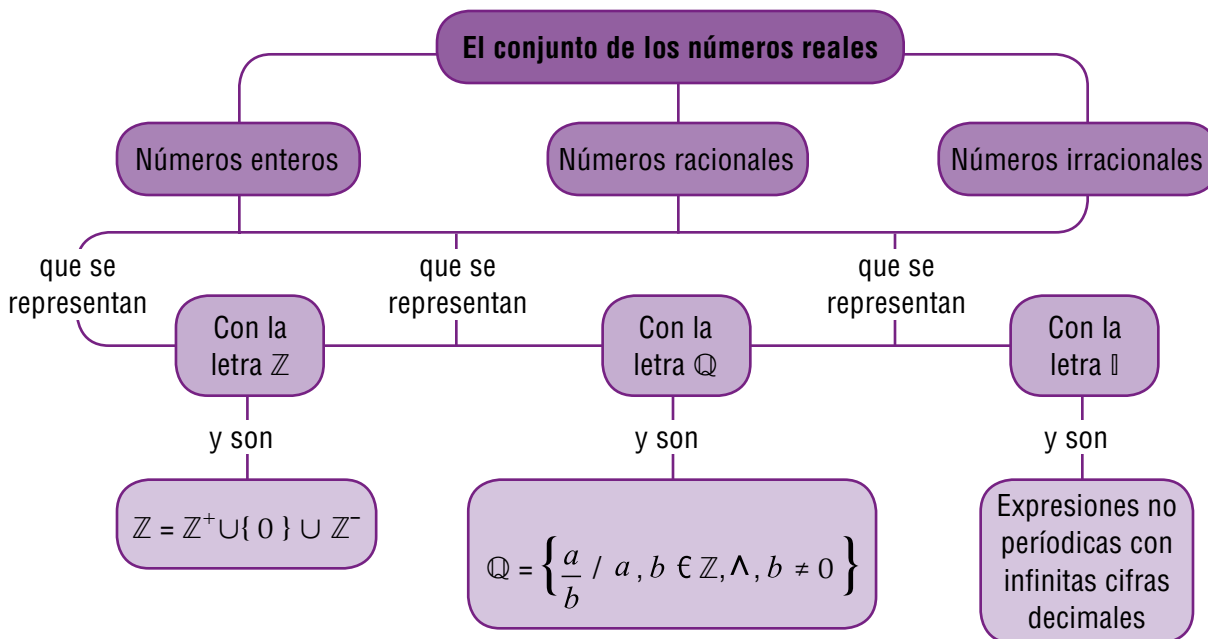 El conjunto de los números reales
Números enteros
Números racionales
Números irracionales
que se
representan
que se
representan
que se
representan
Con la
letra ℤ
Con la
letra ℚ
Con la
letra 𝕀
y son
y son
y son
ℤ = ℤ⁺ ∪ { 0 } ∪ ℤ⁻
ℚ = { a/b / a , b ∈ ℤ, ∧, b ≠ 0 }
Expresiones no
períodicas con
infinitas cifras
decimales